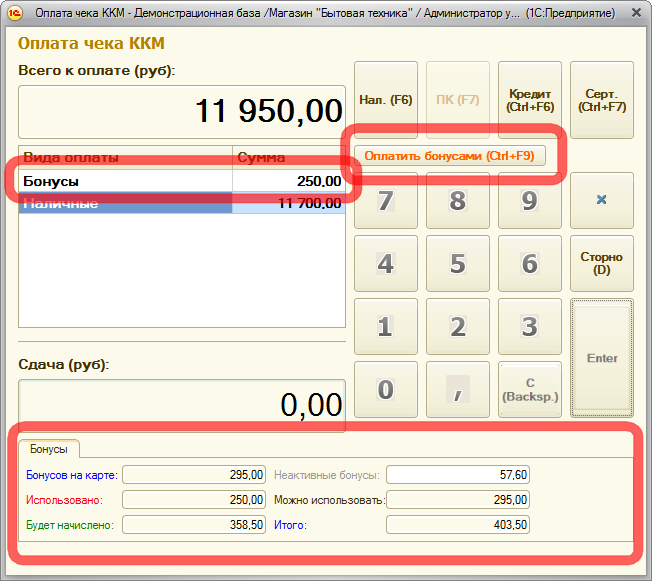 1С Оплата чека ККМ - Демонстрационная база /Магазин "Бытовая техника" / Администратор у... (1С:Предприятие)
Оплата чека ККМ
Всего к оплате (руб):
11 950,00
Нал. (F6) ПК (F7) Кредит (Ctrl+F6) Серт. (Ctrl+F7)
Оплатить бонусами (Ctrl+F9)
Вида оплаты Сумма
Бонусы 250,00
Наличные 11 700,00
7 8 9 ×
4 5 6 Сторно (D)
1 2 3 Enter
0 , C (Backsp.)
Сдача (руб):
0,00
Бонусы
Бонусов на карте: 295,00 Неактивные бонусы: 57,60
Использовано: 250,00 Можно использовать: 295,00
Будет начислено: 358,50 Итого: 403,50